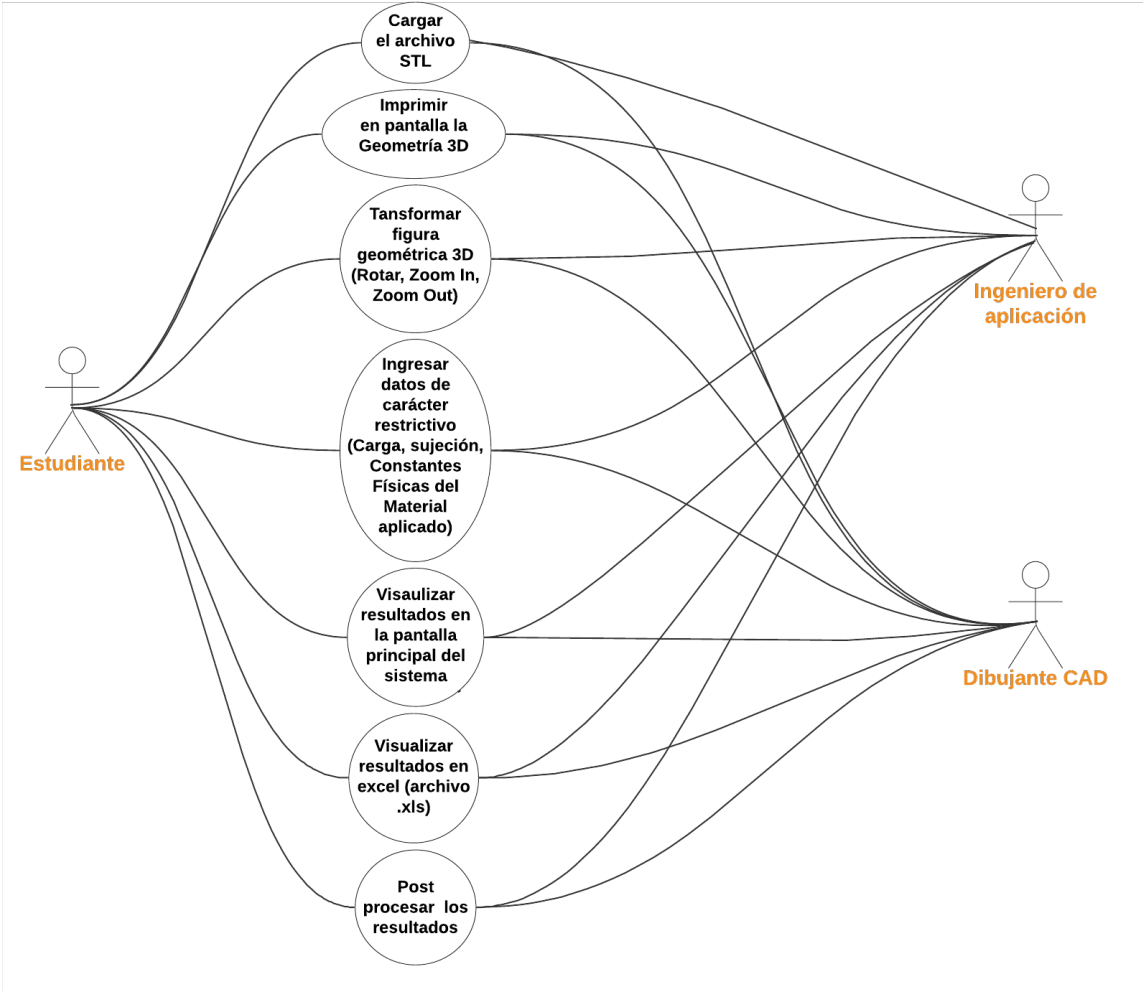 Cargar
el archivo
STL
Imprimir
en pantalla la
Geometría 3D
Tansformar
figura
geométrica 3D
(Rotar, Zoom In,
Zoom Out)
Ingresar
datos de
carácter
restrictivo
(Carga, sujeción,
Constantes
Físicas del
Material
aplicado)
Visaulizar
resultados en
la pantalla
principal del
sistema
Visualizar
resultados en
excel (archivo
.xls)
Post
procesar los
resultados
Estudiante
Ingeniero de
aplicación
Dibujante CAD